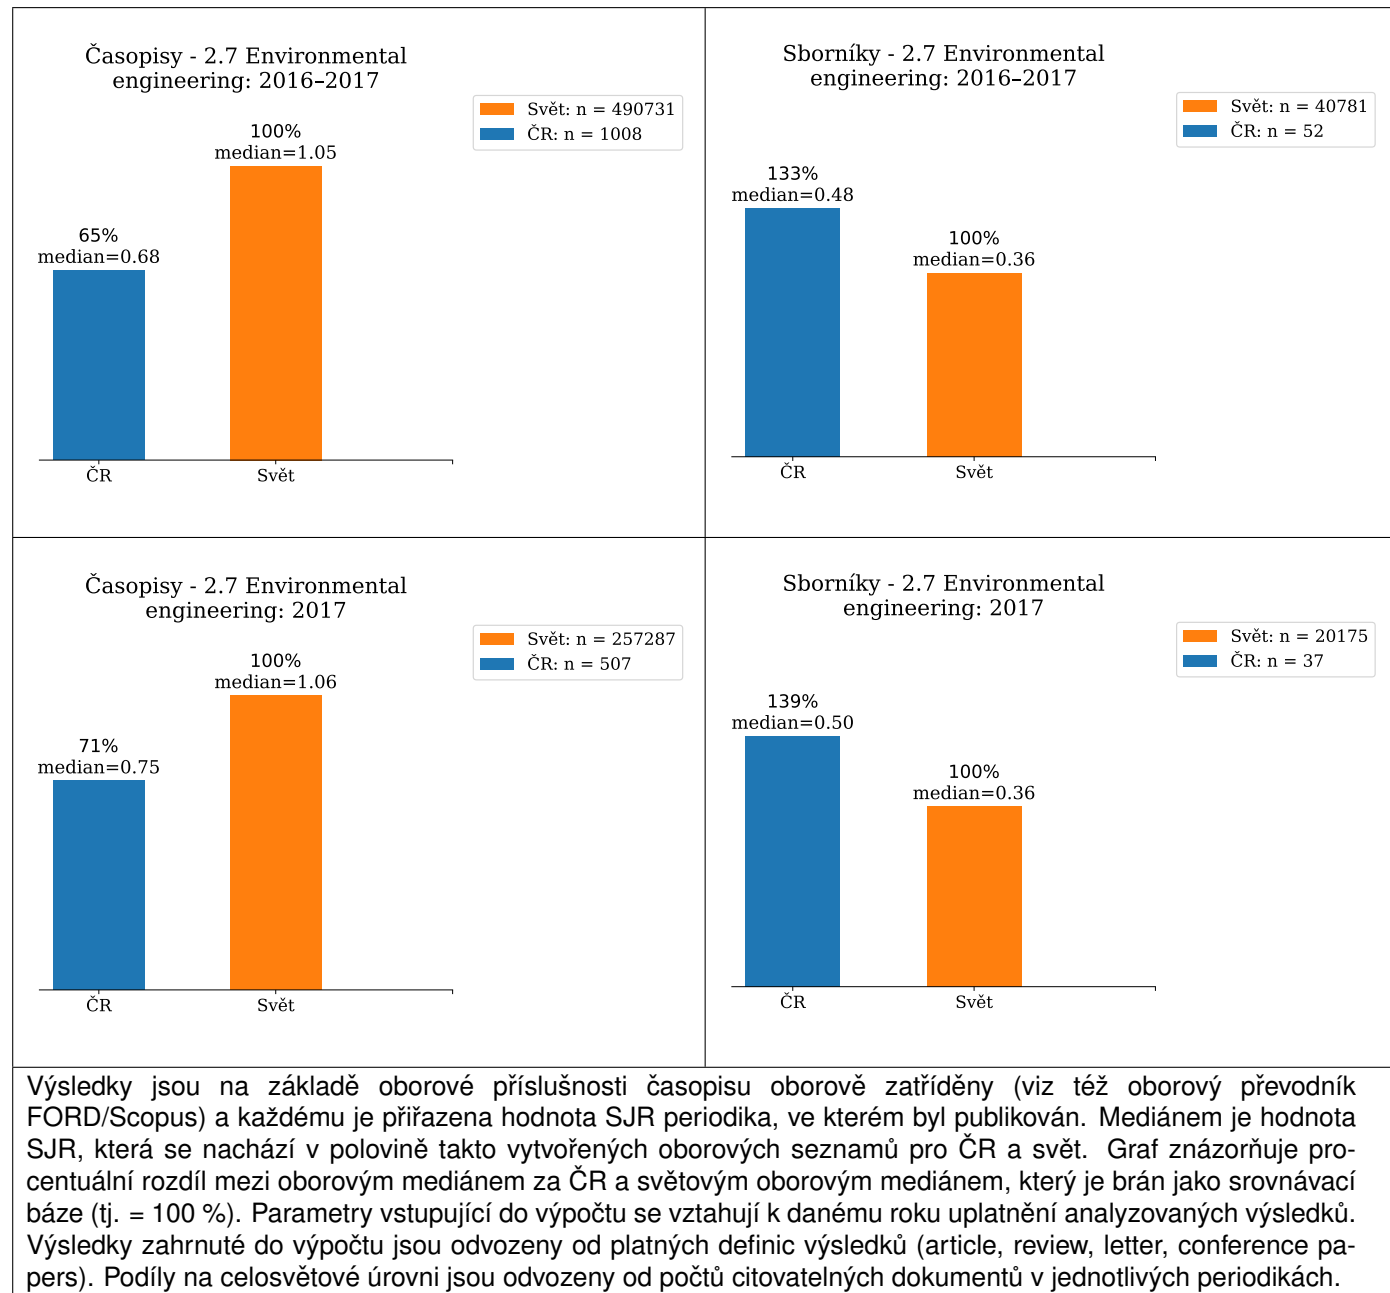 Časopisy - 2.7 Environmental
engineering: 2016–2017
Svět: n = 490731
ČR: n = 1008
100%
median=1.05
65%
median=0.68
ČR
Svět
Sborníky - 2.7 Environmental
engineering: 2016–2017
Svět: n = 40781
ČR: n = 52
133%
median=0.48
100%
median=0.36
ČR
Svět
Časopisy - 2.7 Environmental
engineering: 2017
Svět: n = 257287
ČR: n = 507
100%
median=1.06
71%
median=0.75
ČR
Svět
Sborníky - 2.7 Environmental
engineering: 2017
Svět: n = 20175
ČR: n = 37
139%
median=0.50
100%
median=0.36
ČR
Svět
Výsledky jsou na základě oborové příslušnosti časopisu oborově zatříděny (viz též oborový převodník
FORD/Scopus) a každému je přiřazena hodnota SJR periodika, ve kterém byl publikován. Mediánem je hodnota
SJR, která se nachází v polovině takto vytvořených oborových seznamů pro ČR a svět. Graf znázorňuje pro-
centuální rozdíl mezi oborovým mediánem za ČR a světovým oborovým mediánem, který je brán jako srovnávací
báze (tj. = 100 %). Parametry vstupující do výpočtu se vztahují k danému roku uplatnění analyzovaných výsledků.
Výsledky zahrnuté do výpočtu jsou odvozeny od platných definic výsledků (article, review, letter, conference pa-
pers). Podíly na celosvětové úrovni jsou odvozeny od počtů citovatelných dokumentů v jednotlivých periodikách.